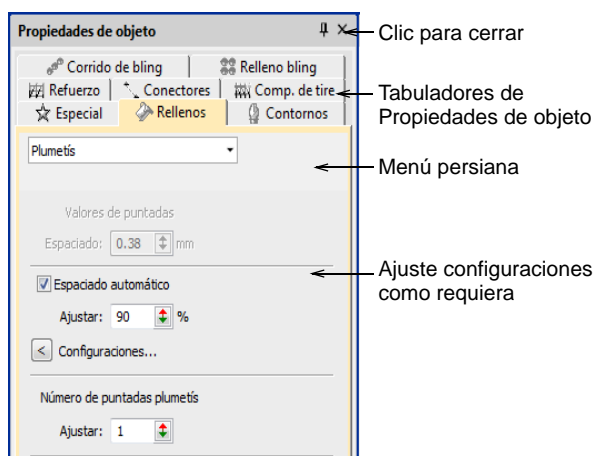 Propiedades de objeto
Clic para cerrar
Corrido de bling
Relleno bling
Refuerzo
Conectores
Comp. de tire
Especial
Rellenos
Contornos
Tabuladores de
Propiedades de objeto
Plumetís
Menú persiana
Valores de puntadas
Espaciado: 0.38 mm
Espaciado automático
Ajuste configuraciones
como requiera
Ajustar: 90 %
< Configuraciones...
Número de puntadas plumetís
Ajustar: 1